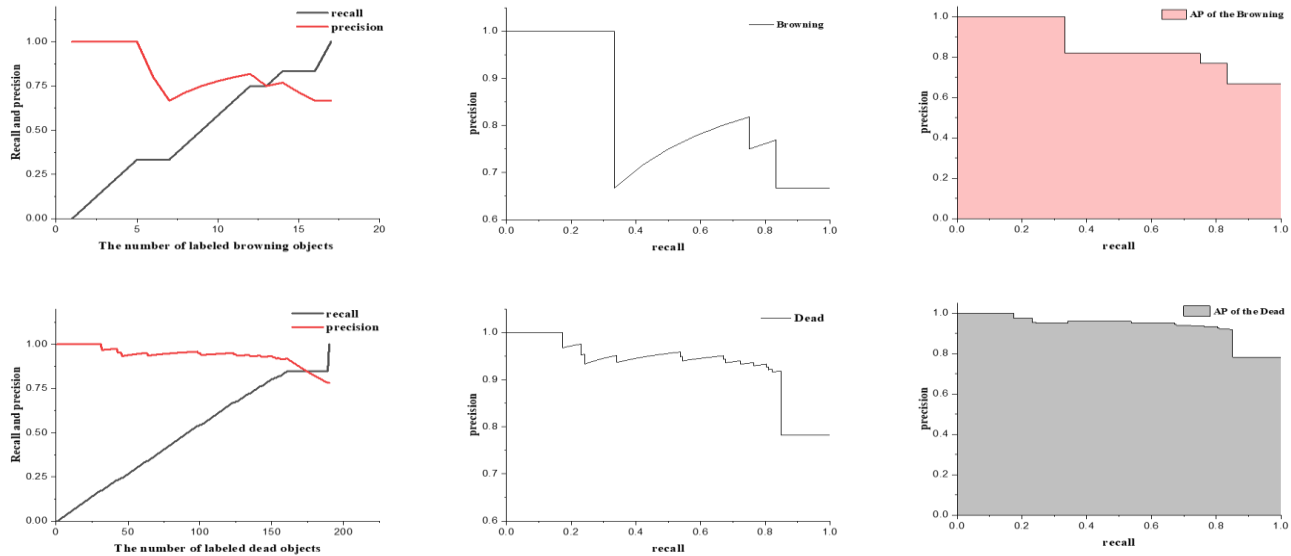 recall
precision
1.00
0.75
0.50
0.25
0.00
Recall and precision
0 5 10 15 20
The number of labeled browning objects
Browning
1.0
0.9
0.8
0.7
0.6
precision
0.0 0.2 0.4 0.6 0.8 1.0
recall
AP of the Browning
1.0
0.8
0.6
0.4
0.2
0.0
precision
0.0 0.2 0.4 0.6 0.8 1.0
recall
recall
precision
1.00
0.75
0.50
0.25
0.00
Recall and precision
0 50 100 150 200
The number of labeled dead objects
Dead
1.0
0.9
0.8
0.7
0.6
precision
0.0 0.2 0.4 0.6 0.8 1.0
recall
AP of the Dead
1.0
0.8
0.6
0.4
0.2
0.0
precision
0.0 0.2 0.4 0.6 0.8 1.0
recall